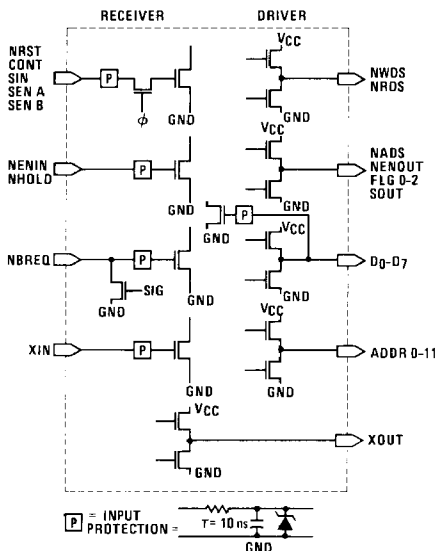 RECEIVER
DRIVER
NRST
CONT
SIN
SEN A
SEN B
P
ϕ
GND
VCC
GND
NWDS
NRDS
NENIN
NHOLD
P
GND
VCC
GND
NADS
NENOUT
FLG 0-2
SOUT
GND
P
NBREQ
P
SIG
GND
GND
VCC
GND
D0-D7
XIN
P
GND
VCC
GND
ADDR 0-11
VCC
GND
XOUT
P = INPUT
PROTECTION =
T = 10 ns
GND